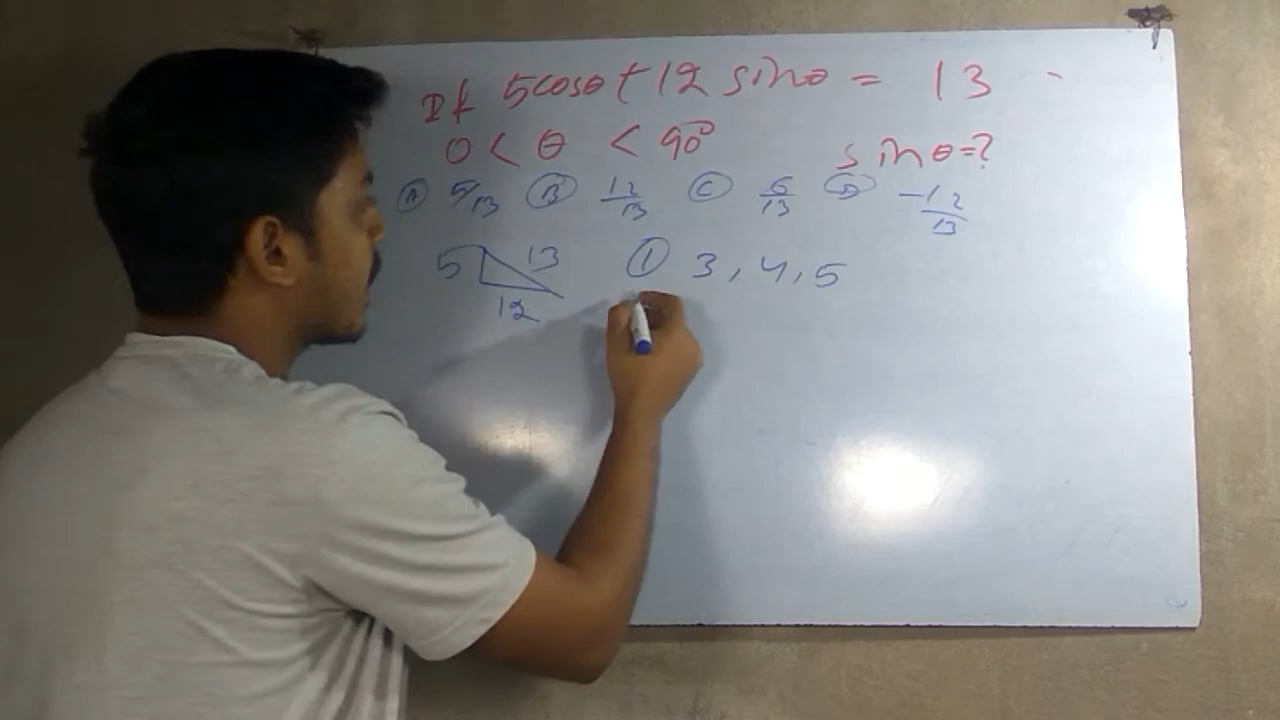 If 5cosθ + 12 sinθ = 13
0 < θ < 90° sinθ=?
(A) 5/13 (B) 12/13 (C) 6/13 (D) -12/13
5 13 (1) 3, 4, 5
12